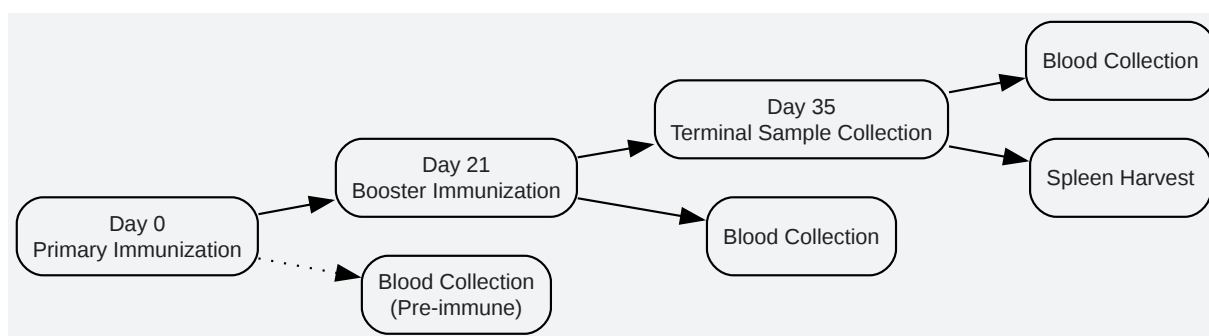 Day 0
Primary Immunization
Blood Collection
(Pre-immune)
Day 21
Booster Immunization
Blood Collection
Day 35
Terminal Sample Collection
Blood Collection
Spleen Harvest